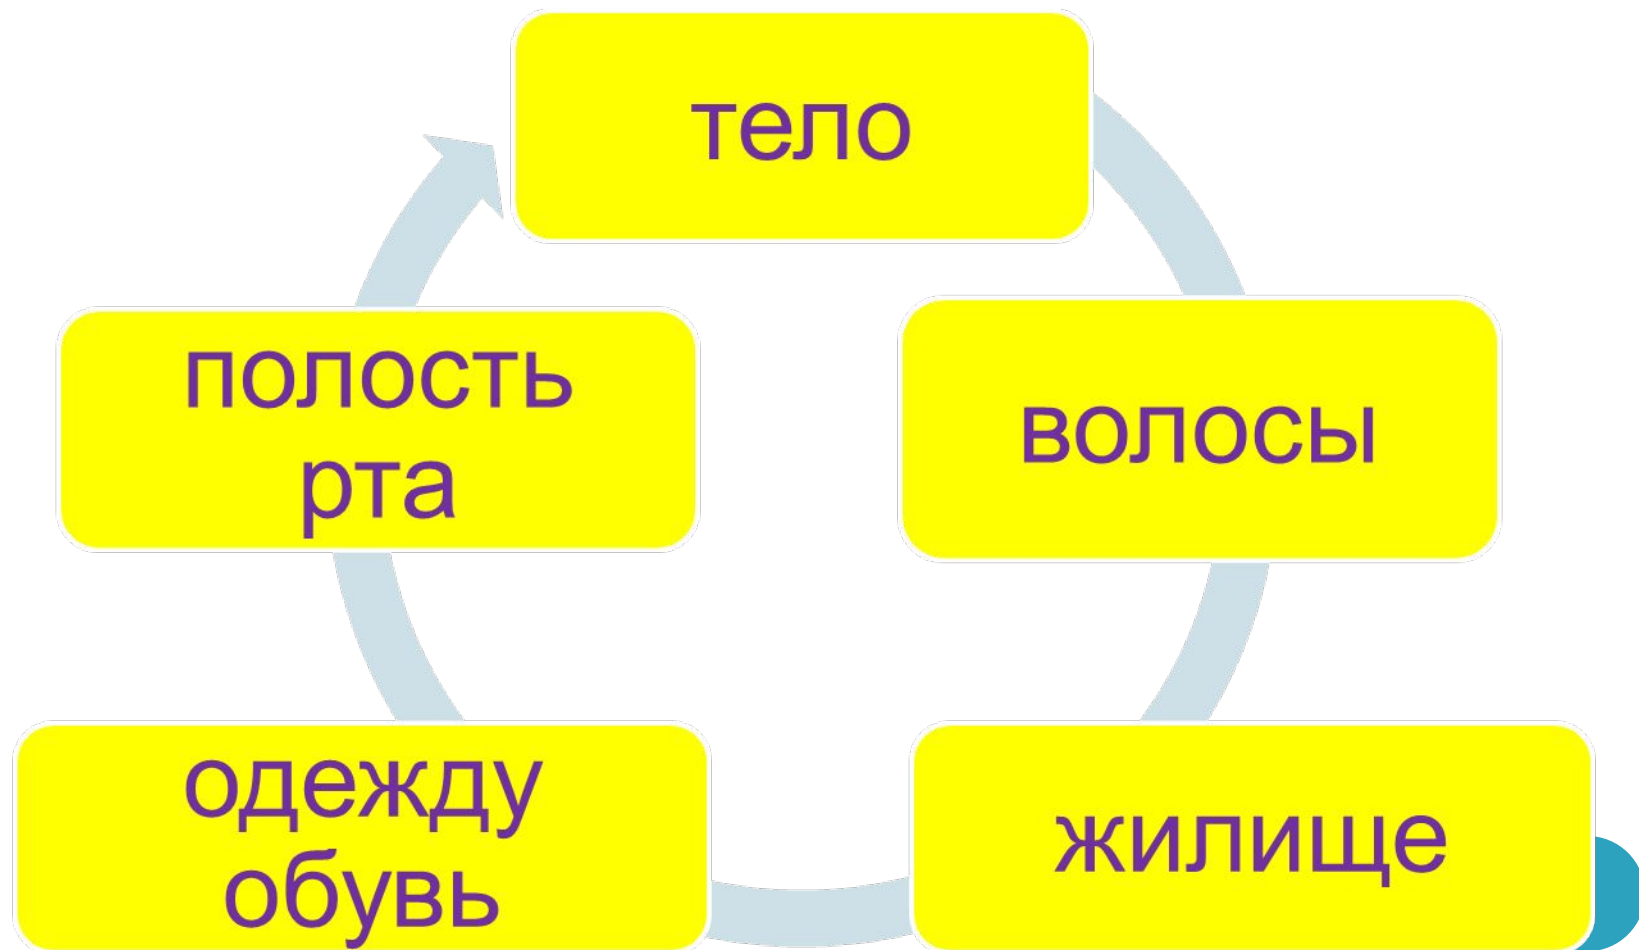 тело
волосы
жилище
одежду
обувь
полость
рта